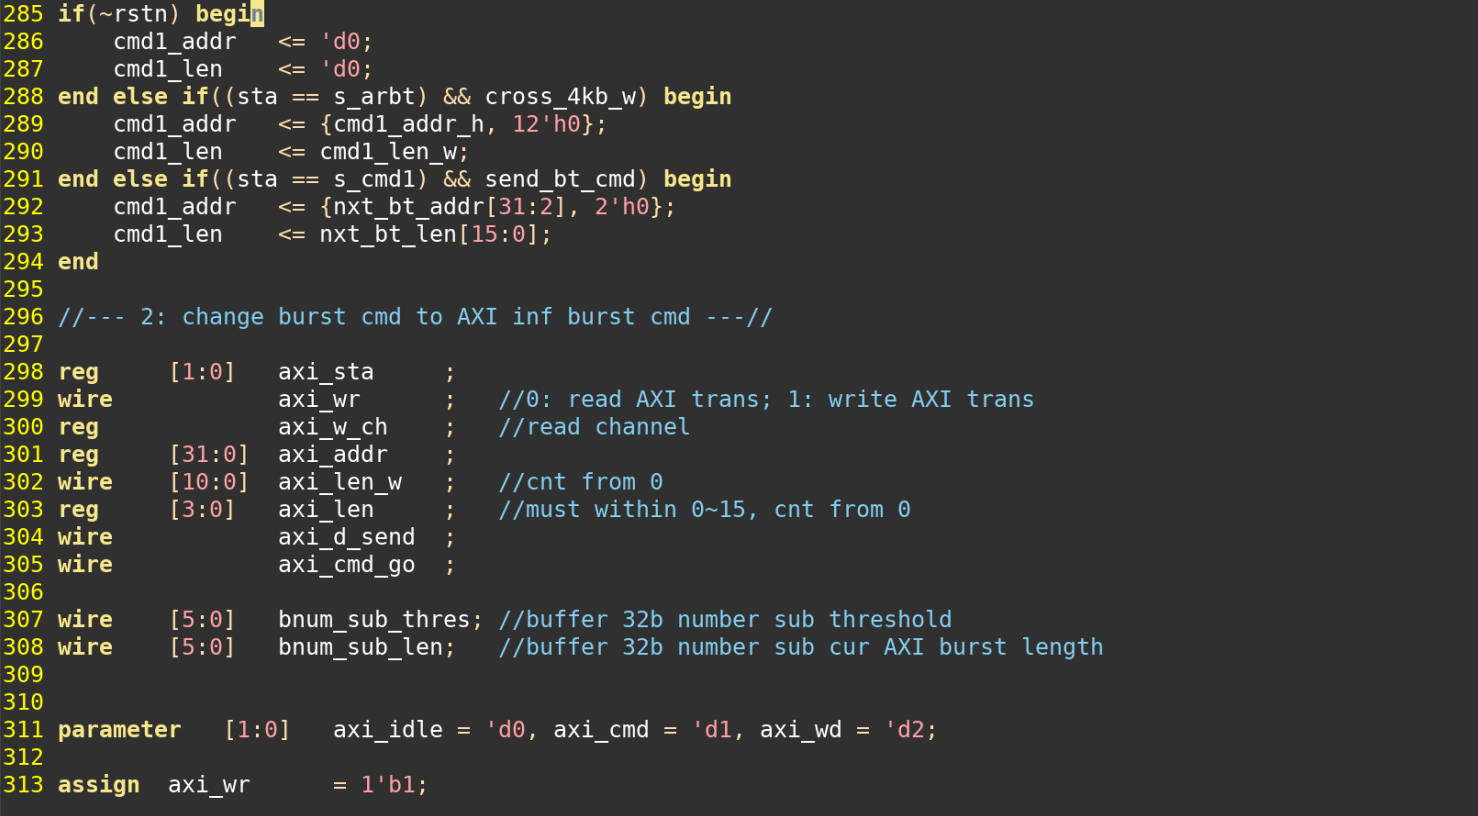 285 if(~rstn) begin
286     cmd1_addr   <= 'd0;
287     cmd1_len    <= 'd0;
288 end else if((sta == s_arbt) && cross_4kb_w) begin
289     cmd1_addr   <= {cmd1_addr_h, 12'h0};
290     cmd1_len    <= cmd1_len_w;
291 end else if((sta == s_cmd1) && send_bt_cmd) begin
292     cmd1_addr   <= {nxt_bt_addr[31:2], 2'h0};
293     cmd1_len    <= nxt_bt_len[15:0];
294 end
295
296 //--- 2: change burst cmd to AXI inf burst cmd ---//
297
298 reg     [1:0]   axi_sta     ;
299 wire            axi_wr      ;   //0: read AXI trans; 1: write AXI trans
300 reg             axi_w_ch    ;   //read channel
301 reg     [31:0]  axi_addr    ;
302 wire    [10:0]  axi_len_w   ;   //cnt from 0
303 reg     [3:0]   axi_len     ;   //must within 0~15, cnt from 0
304 wire            axi_d_send  ;
305 wire            axi_cmd_go  ;
306
307 wire    [5:0]   bnum_sub_thres; //buffer 32b number sub threshold
308 wire    [5:0]   bnum_sub_len;   //buffer 32b number sub cur AXI burst length
309
310
311 parameter   [1:0]   axi_idle = 'd0, axi_cmd = 'd1, axi_wd = 'd2;
312
313 assign  axi_wr      = 1'b1;